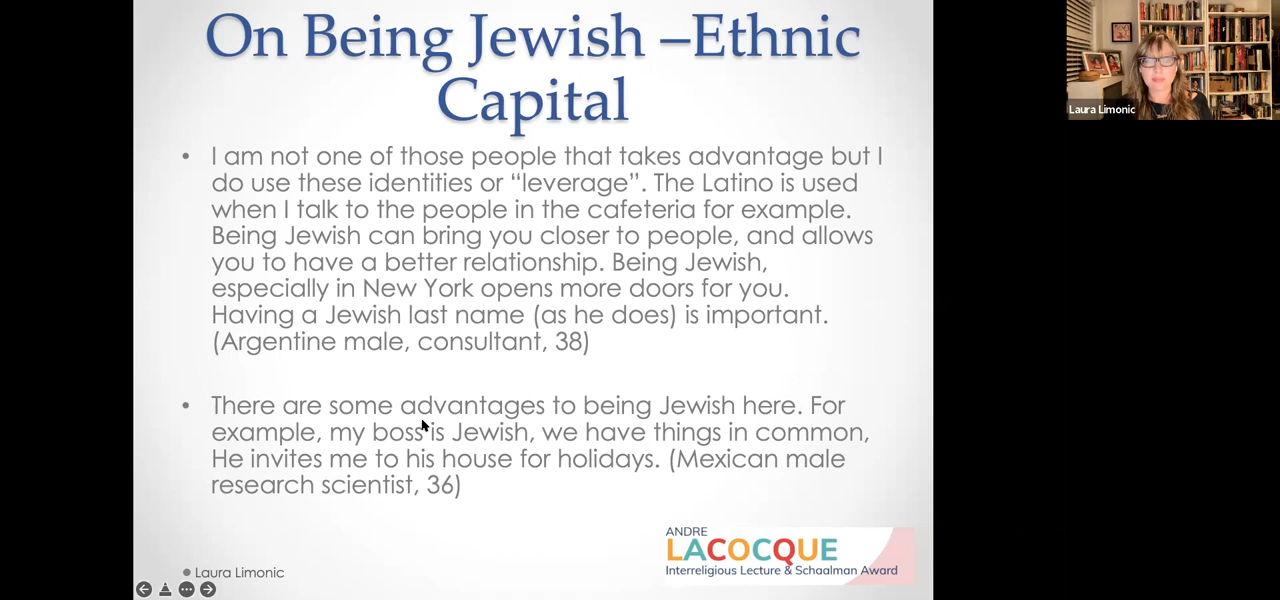 On Being Jewish –Ethnic
Capital
• I am not one of those people that takes advantage but I
do use these identities or “leverage”. The Latino is used
when I talk to the people in the cafeteria for example.
Being Jewish can bring you closer to people, and allows
you to have a better relationship. Being Jewish,
especially in New York opens more doors for you.
Having a Jewish last name (as he does) is important.
(Argentine male, consultant, 38)
• There are some advantages to being Jewish here. For
example, my boss is Jewish, we have things in common,
He invites me to his house for holidays. (Mexican male
research scientist, 36)
ANDRE
LACOCQUE
Interreligious Lecture & Schaalman Award
• Laura Limonic
Laura Limonic